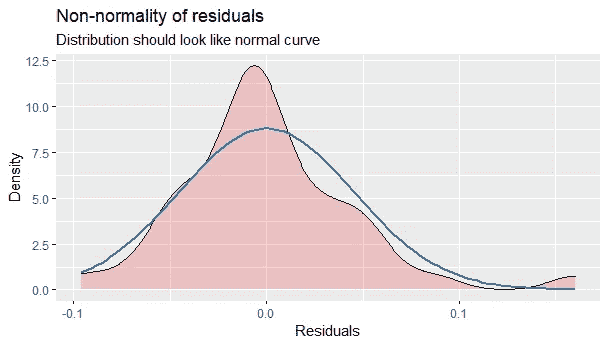 Non-normality of residuals
Distribution should look like normal curve
12.5
10.0
7.5
5.0
2.5
0.0
Density
-0.1
0.0
0.1
Residuals